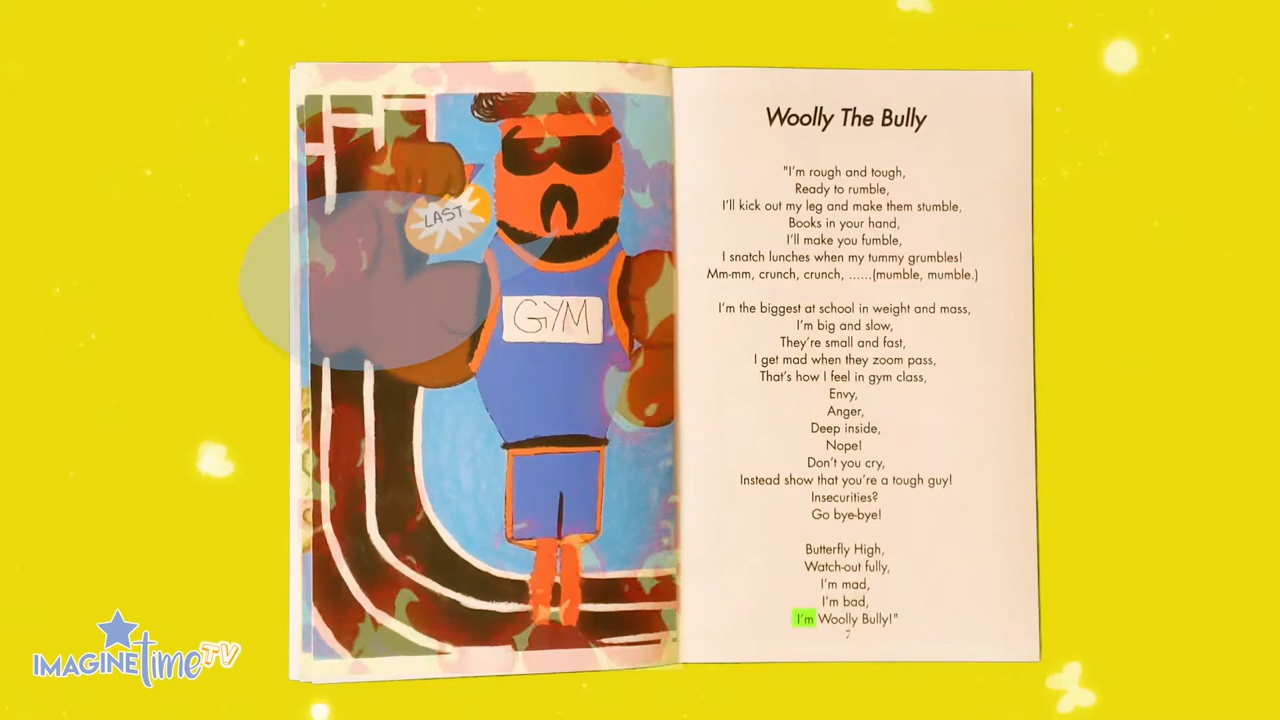 LAST
GYM
Woolly The Bully
"I'm rough and tough,
Ready to rumble,
I'll kick out my leg and make them stumble,
Books in your hand,
I'll make you fumble,
I snatch lunches when my tummy grumbles!
Mm-mm, crunch, crunch, ......(mumble, mumble.)
I'm the biggest at school in weight and mass,
I'm big and slow,
They're small and fast,
I get mad when they zoom pass,
That's how I feel in gym class,
Envy,
Anger,
Deep inside,
Nope!
Don't you cry,
Instead show that you're a tough guy!
Insecurities?
Go bye-bye!
Butterfly High,
Watch-out fully,
I'm mad,
I'm bad,
I'm Woolly Bully!"
7
IMAGINEtimeTV